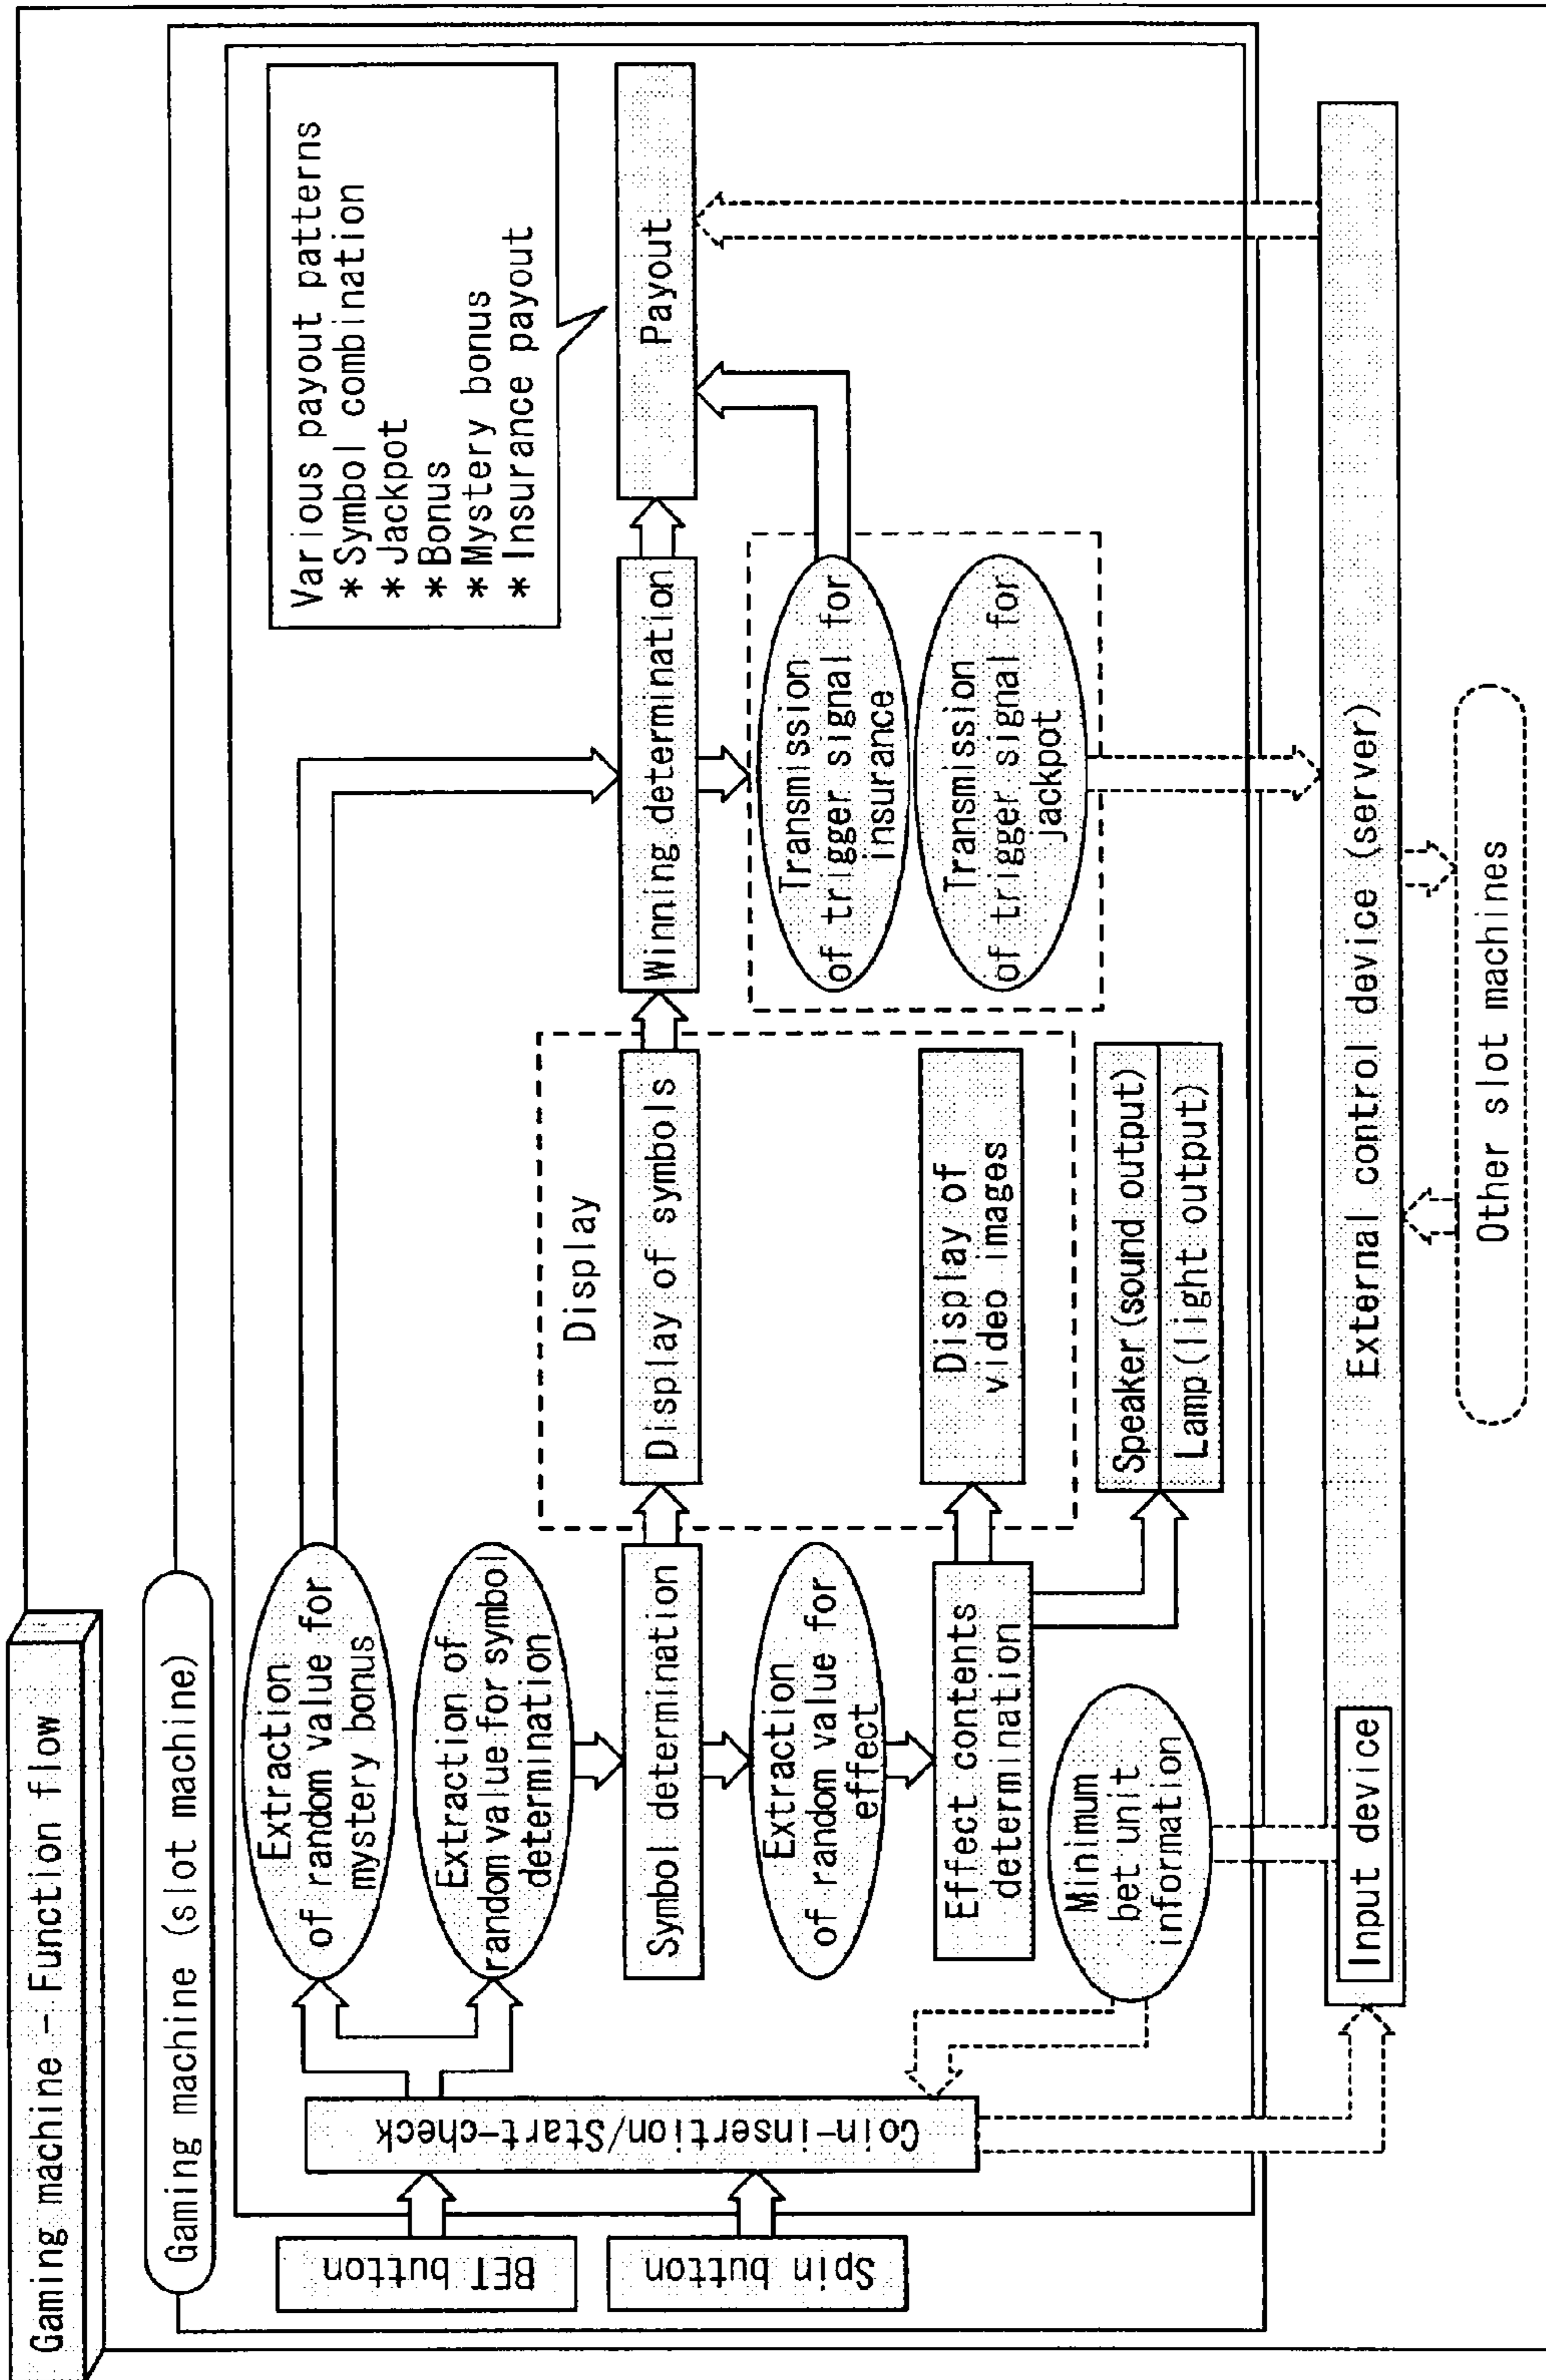 Gaming machine – Function flow
Gaming machine (slot machine)
BET button
Spin button
Coin-insertion/Start-check
Extraction
of random value for
mystery bonus
Extraction of
random value for symbol
determination
Symbol determination
Extraction
of random value for
effect
Effect contents
determination
Minimum
bet unit
information
Display
Display of symbols
Display of
video images
Speaker(sound output)
Lamp(light output)
Winning determination
Transmission
of trigger signal for
insurance
Transmission
of trigger signal for
jackpot
Various payout patterns
*Symbol combination
*Jackpot
*Bonus
*Mystery bonus
*Insurance payout
Payout
Input device
External control device (server)
Other slot machines